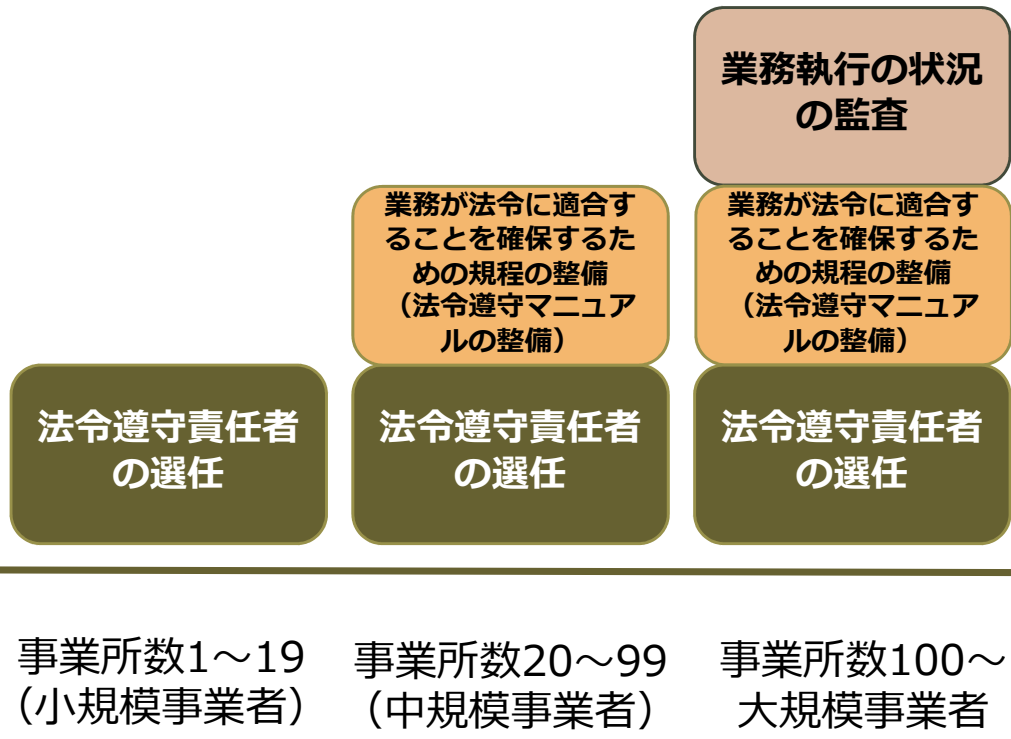 業務執行の状況
の監査
業務が法令に適合す
ることを確保するた
めの規程の整備
（法令遵守マニュア
ルの整備）
業務が法令に適合す
ることを確保するた
めの規程の整備
（法令遵守マニュア
ルの整備）
法令遵守責任者
の選任
法令遵守責任者
の選任
法令遵守責任者
の選任
事業所数1～19
（小規模事業者）
事業所数20～99
（中規模事業者）
事業所数100～
大規模事業者